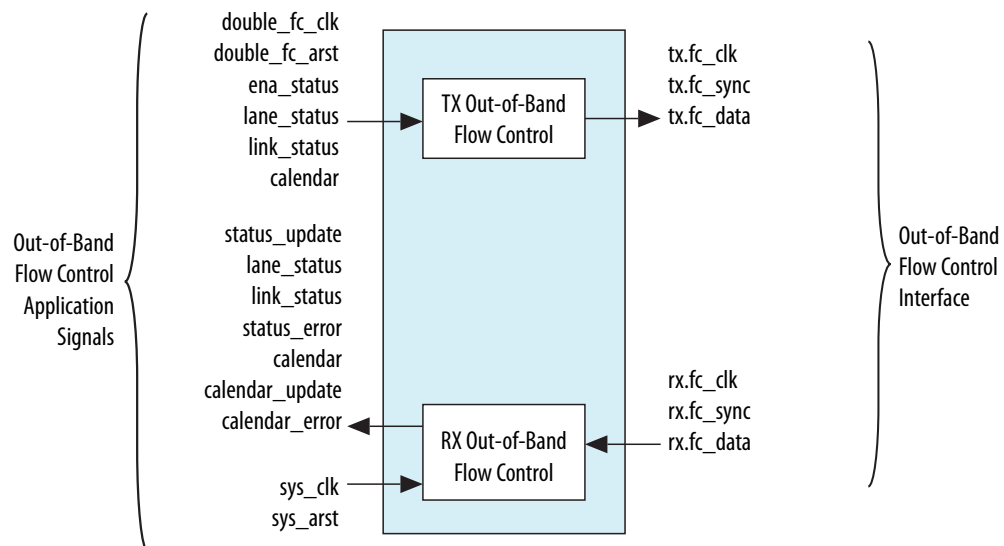 double_fc_clk
double_fc_arst
ena_status
lane_status
link_status
calendar
TX Out-of-Band
Flow Control
tx.fc_clk
tx.fc_sync
tx.fc_data
Out-of-Band
Flow Control
Application
Signals
status_update
lane_status
link_status
status_error
calendar
calendar_update
calendar_error
sys_clk
sys_arst
RX Out-of-Band
Flow Control
rx.fc_clk
rx.fc_sync
rx.fc_data
Out-of-Band
Flow Control
Interface